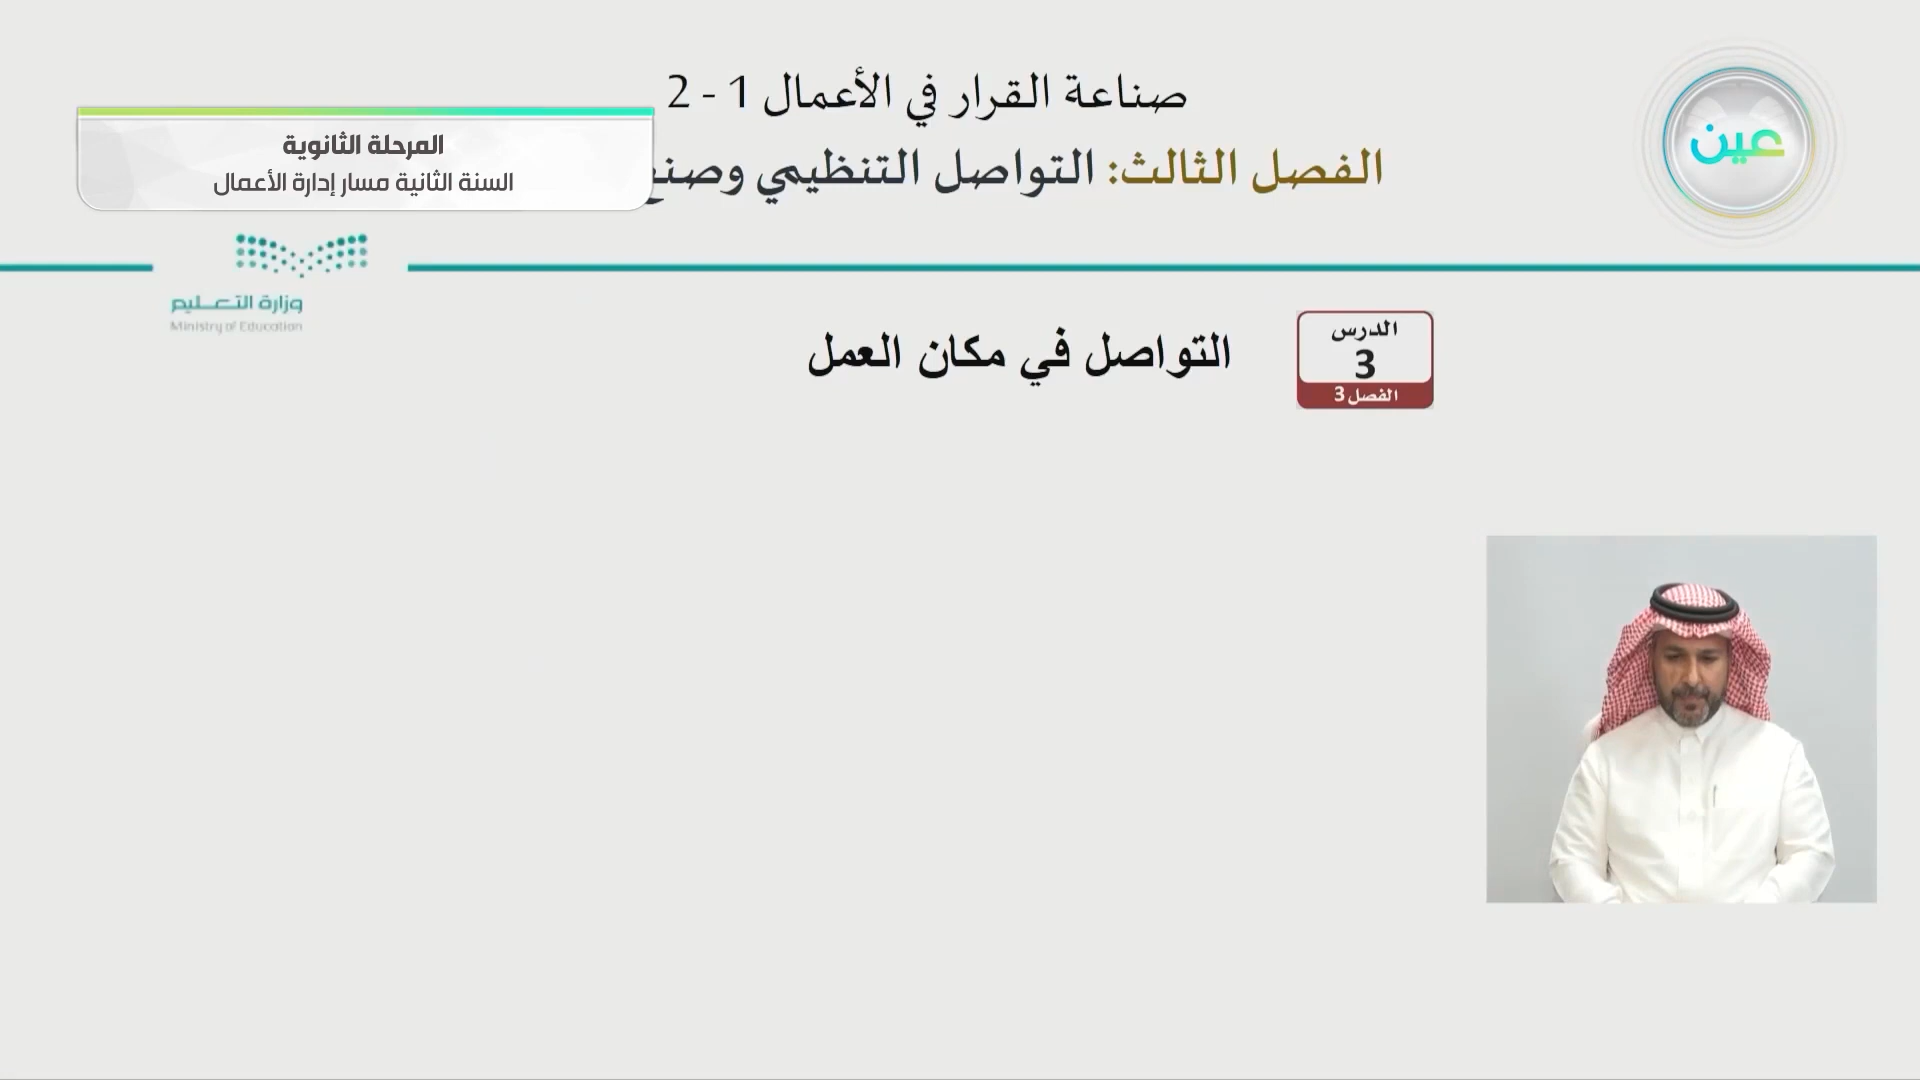 صناعة القرار في الأعمال 1 - 2
الفصل الثالث: التواصل التنظيمي وصنع
المرحلة الثانوية
السنة الثانية مسار إدارة الأعمال
عين
وزارة التعليم
Ministry of Education
الدرس
3
الفصل 3
التواصل في مكان العمل